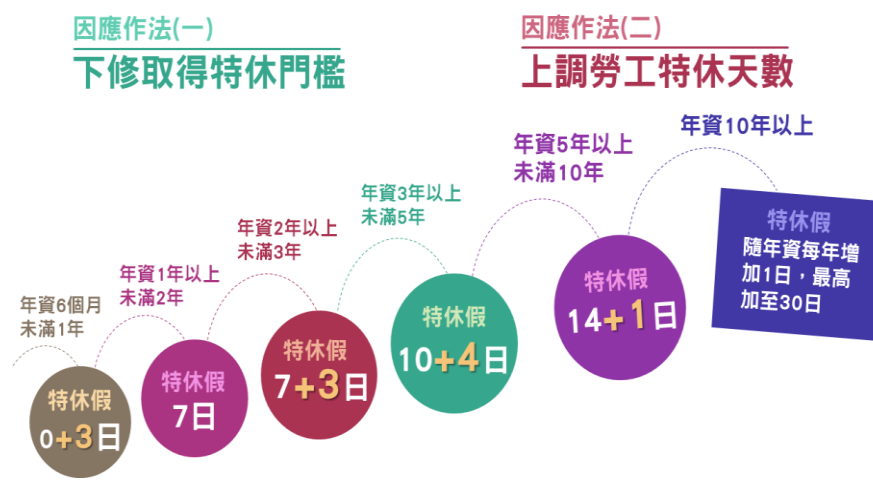 因應作法(一)
下修取得特休門檻
因應作法(二)
上調勞工特休天數
年資6個月
未滿1年
特休假
0+3日
年資1年以上
未滿2年
特休假
7日
年資2年以上
未滿3年
特休假
7+3日
年資3年以上
未滿5年
特休假
10+4日
年資5年以上
未滿10年
特休假
14+1日
年資10年以上
特休假
隨年資每年增
加1日，最高
加至30日